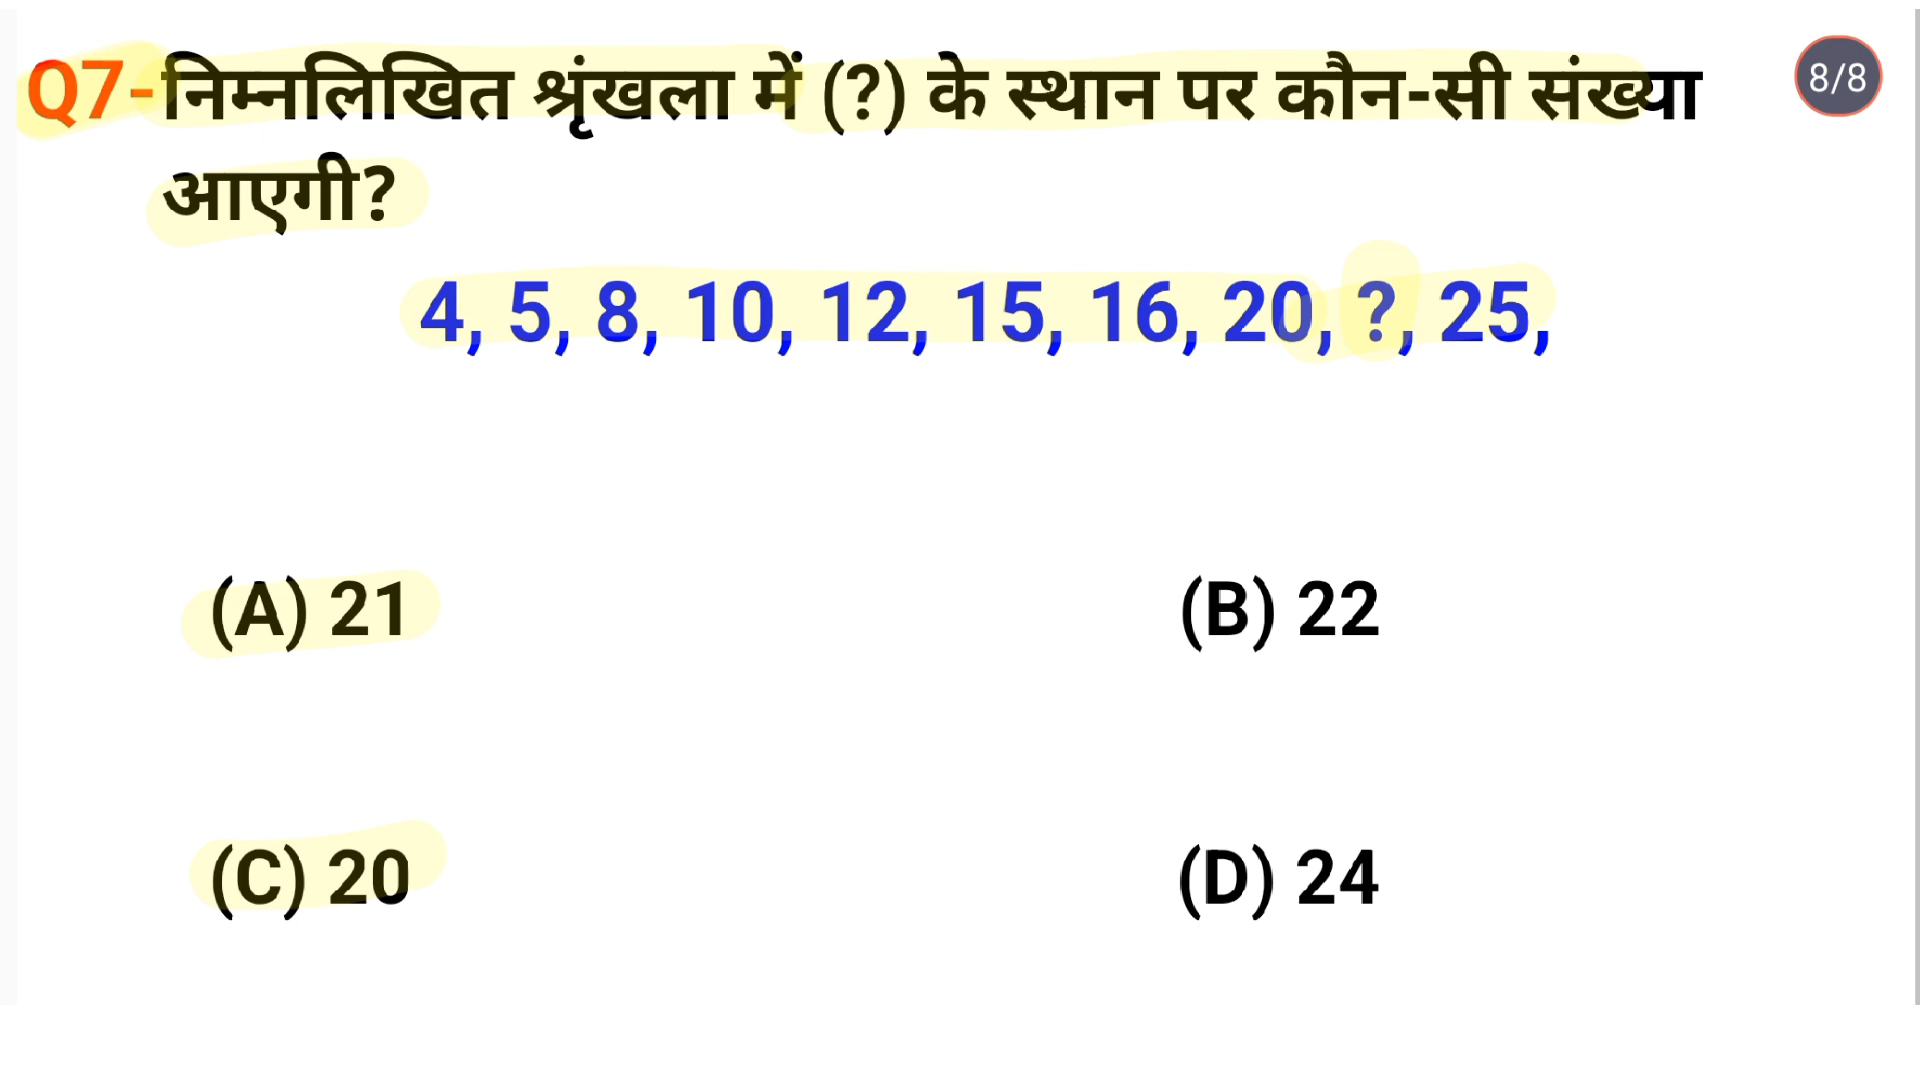 Q7-निम्नलिखित श्रृंखला में (?) के स्थान पर कौन-सी संख्या
8/8
आएगी?
4, 5, 8, 10, 12, 15, 16, 20, ?, 25,
(A) 21 (B) 22
(C) 20 (D) 24